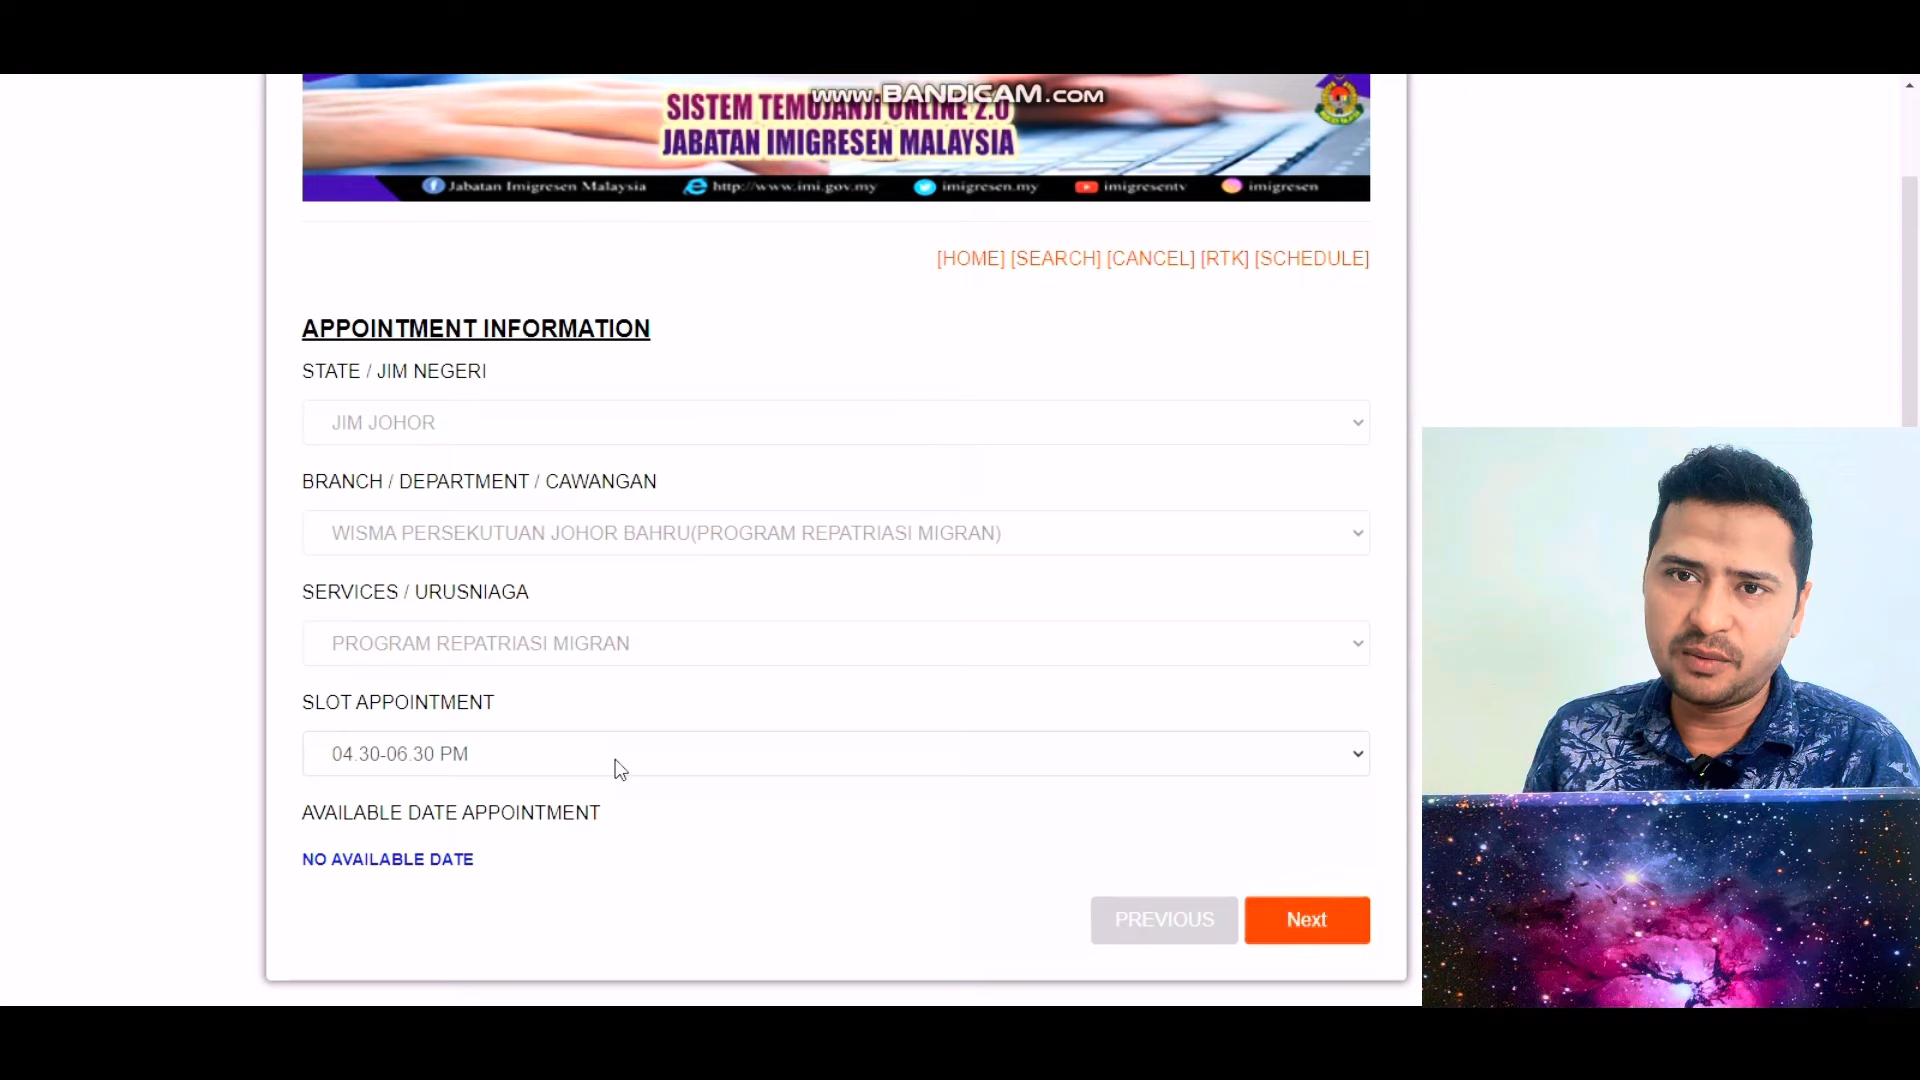 www.BANDICAM.com
SISTEM TEMUJANJI ONLINE 2.0
JABATAN IMIGRESEN MALAYSIA
Jabatan Imigresen Malaysia http://www.imi.gov.my imigresen.my imigresentv imigresen
[HOME] [SEARCH] [CANCEL] [RTK] [SCHEDULE]
APPOINTMENT INFORMATION
STATE / JIM NEGERI
JIM JOHOR
BRANCH / DEPARTMENT / CAWANGAN
WISMA PERSEKUTUAN JOHOR BAHRU(PROGRAM REPATRIASI MIGRAN)
SERVICES / URUSNIAGA
PROGRAM REPATRIASI MIGRAN
SLOT APPOINTMENT
04.30-06.30 PM
AVAILABLE DATE APPOINTMENT
NO AVAILABLE DATE
PREVIOUS Next